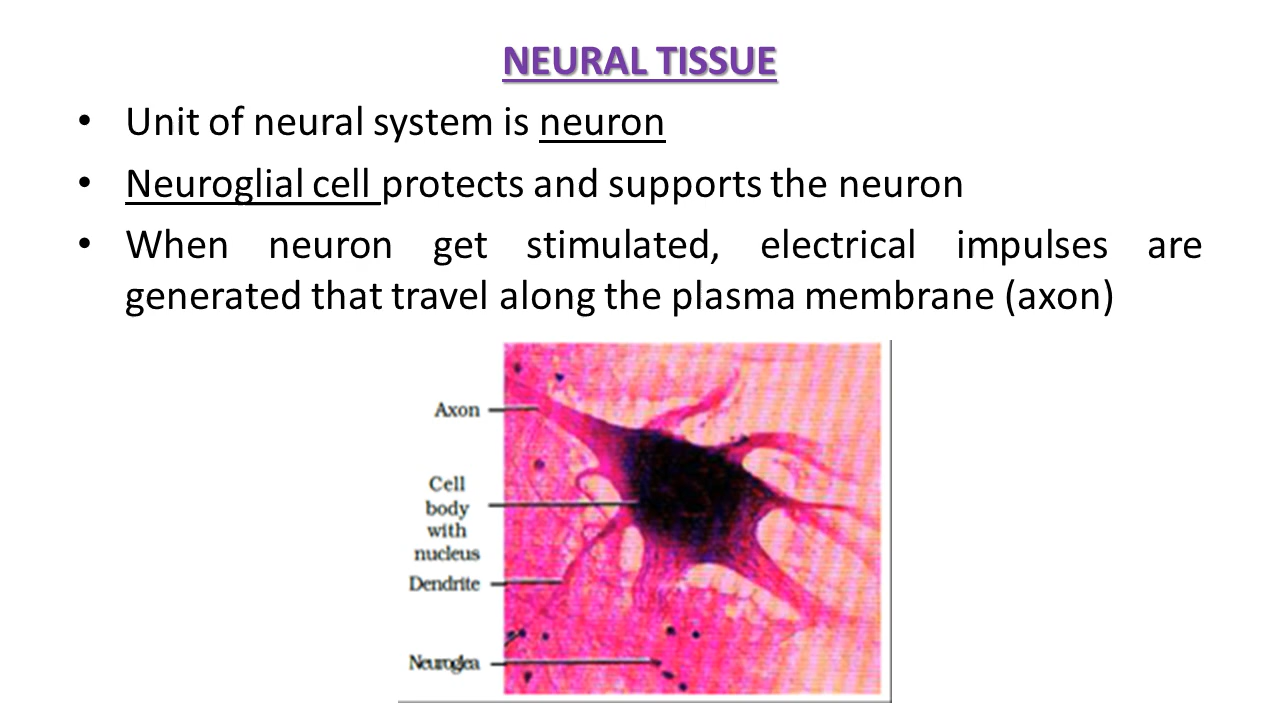 NEURAL TISSUE
• Unit of neural system is neuron
• Neuroglial cell protects and supports the neuron
• When neuron get stimulated, electrical impulses are
generated that travel along the plasma membrane (axon)
Axon
Cell
body
with
nucleus
Dendrite
Neuroglea